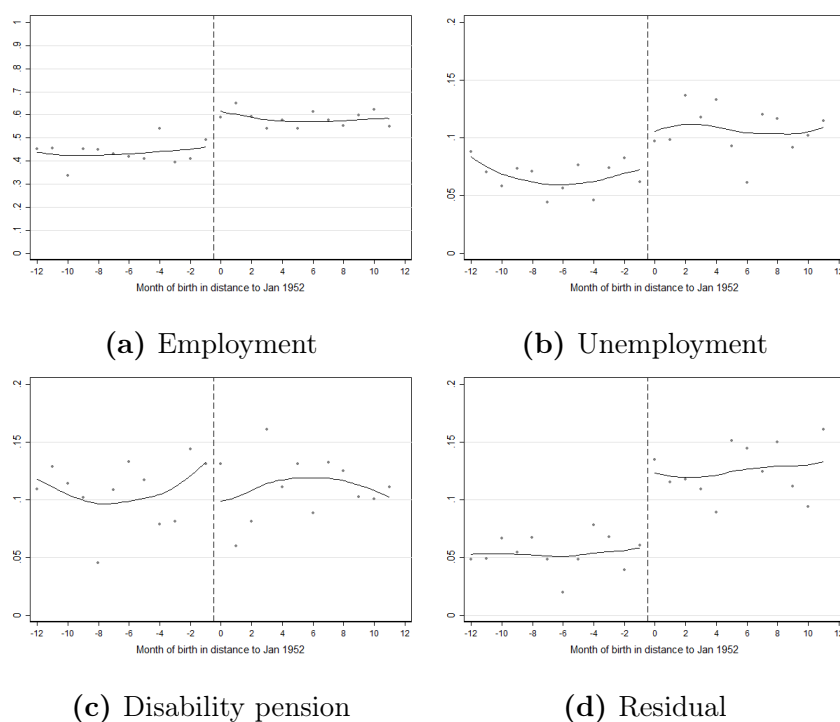 0 .1 .2 .3 .4 .5 .6 .7 .8 .9 1
-12 -10 -8 -6 -4 -2 0 2 4 6 8 10 12
Month of birth in distance to Jan 1952
(a) Employment
0 .05 .1 .15 .2
-12 -10 -8 -6 -4 -2 0 2 4 6 8 10 12
Month of birth in distance to Jan 1952
(b) Unemployment
0 .05 .1 .15 .2
-12 -10 -8 -6 -4 -2 0 2 4 6 8 10 12
Month of birth in distance to Jan 1952
(c) Disability pension
0 .05 .1 .15 .2
-12 -10 -8 -6 -4 -2 0 2 4 6 8 10 12
Month of birth in distance to Jan 1952
(d) Residual